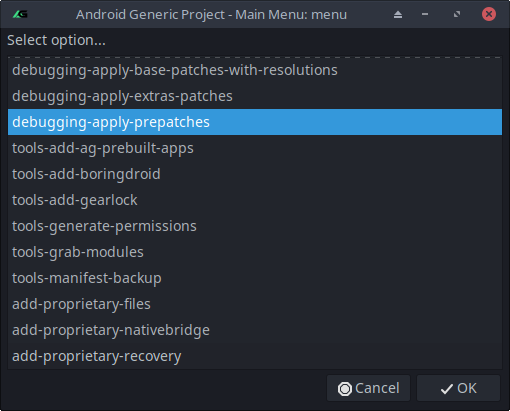 Android Generic Project - Main Menu: menu
Select option...
debugging-apply-base-patches-with-resolutions
debugging-apply-extras-patches
debugging-apply-prepatches
tools-add-ag-prebuilt-apps
tools-add-boringdroid
tools-add-gearlock
tools-generate-permissions
tools-grab-modules
tools-manifest-backup
add-proprietary-files
add-proprietary-nativebridge
add-proprietary-recovery
Cancel OK